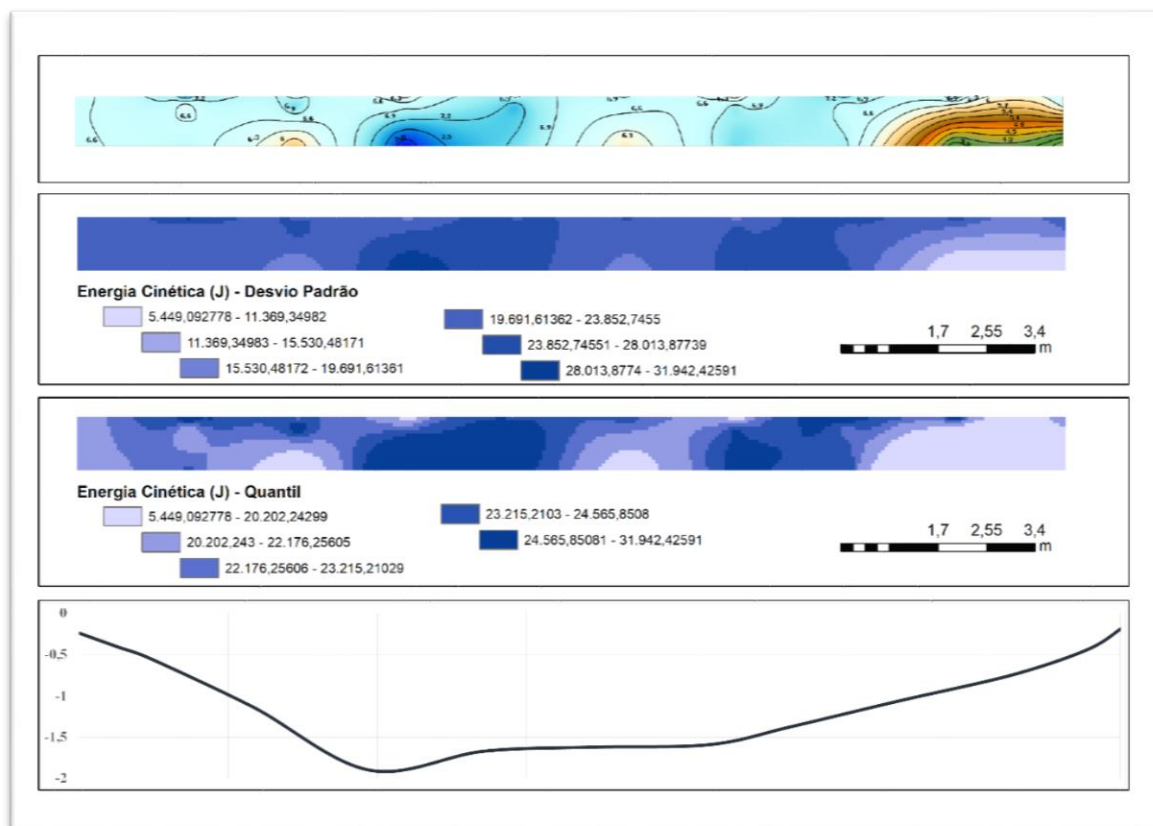 Energia Cinética (J) - Desvio Padrão
5.449,092778 - 11.369,34982
11.369,34983 - 15.530,48171
15.530,48172 - 19.691,61361
19.691,61362 - 23.852,7455
23.852,74551 - 28.013,87739
28.013,8774 - 31.942,42591
1,7 2,55 3,4
m
Energia Cinética (J) - Quantil
5.449,092778 - 20.202,24299
20.202,243 - 22.176,25605
22.176,25606 - 23.215,21029
23.215,2103 - 24.565,8508
24.565,85081 - 31.942,42591
1,7 2,55 3,4
m
0
-0,5
-1
-1,5
-2